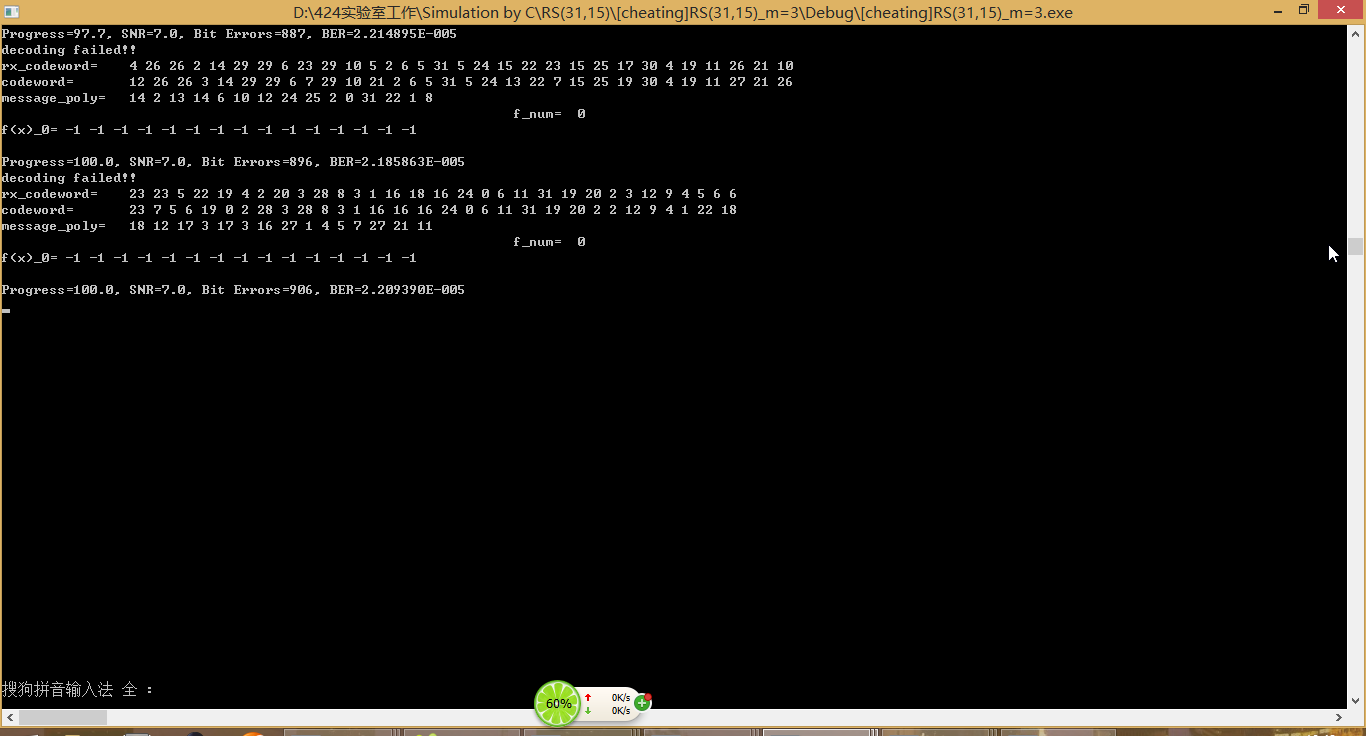 D:\424实验室工作\Simulation by C\RS(31,15)\[cheating]RS(31,15)_m=3\Debug\[cheating]RS(31,15)_m=3.exe
Progress=97.7, SNR=7.0, Bit Errors=887, BER=2.214895E-005
decoding failed!!
rx_codeword= 4 26 26 2 14 29 29 6 23 29 10 5 2 6 5 31 5 24 15 22 23 15 25 17 30 4 19 11 26 21 10
codeword= 12 26 26 3 14 29 29 6 7 29 10 21 2 6 5 31 5 24 13 22 7 15 25 19 30 4 19 11 27 21 26
message_poly= 14 2 13 14 6 10 12 24 25 2 0 31 22 1 8
f_num= 0
f(x)_0= -1 -1 -1 -1 -1 -1 -1 -1 -1 -1 -1 -1 -1 -1 -1
Progress=100.0, SNR=7.0, Bit Errors=896, BER=2.185863E-005
decoding failed!!
rx_codeword= 23 23 5 22 19 4 2 20 3 28 8 3 1 16 18 16 24 0 6 11 31 19 20 2 3 12 9 4 5 6 6
codeword= 23 7 5 6 19 0 2 28 3 28 8 3 1 16 16 16 24 0 6 11 31 19 20 2 2 12 9 4 1 22 18
message_poly= 18 12 17 3 17 3 16 27 1 4 5 7 27 21 11
f_num= 0
f(x)_0= -1 -1 -1 -1 -1 -1 -1 -1 -1 -1 -1 -1 -1 -1 -1
Progress=100.0, SNR=7.0, Bit Errors=906, BER=2.209390E-005
搜狗拼音输入法 全 :
60%
0K/s
0K/s